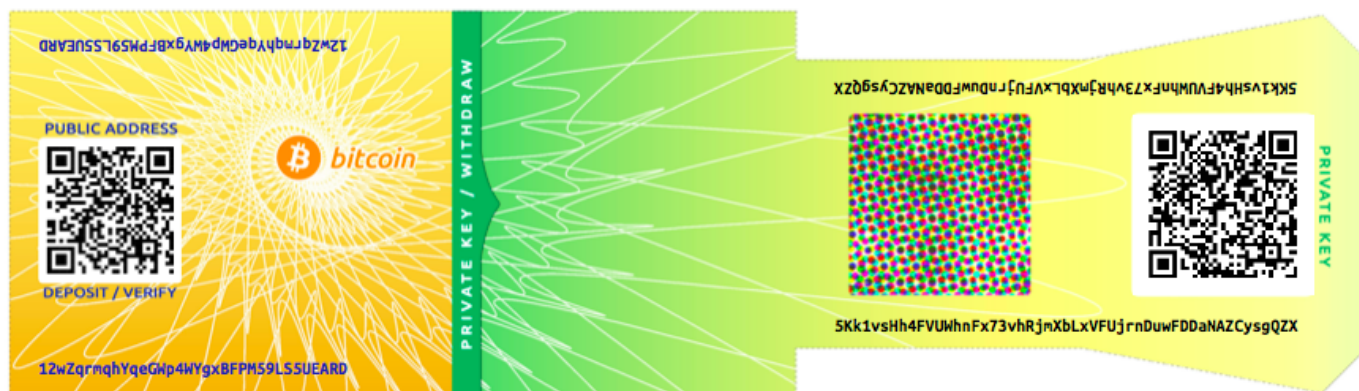 12wZqrmqhYqeGWp4WYgxBFPM59LS5UEARD
PUBLIC ADDRESS
bitcoin
DEPOSIT / VERIFY
12wZqrmqhYqeGWp4WYgxBFPM59LS5UEARD
PRIVATE KEY / WITHDRAW
5Kk1vsHh4FVUWhnFx73vhRjmXbLxVFUjrnDuwFDDaNAZCysgQZX
PRIVATE KEY
5Kk1vsHh4FVUWhnFx73vhRjmXbLxVFUjrnDuwFDDaNAZCysgQZX